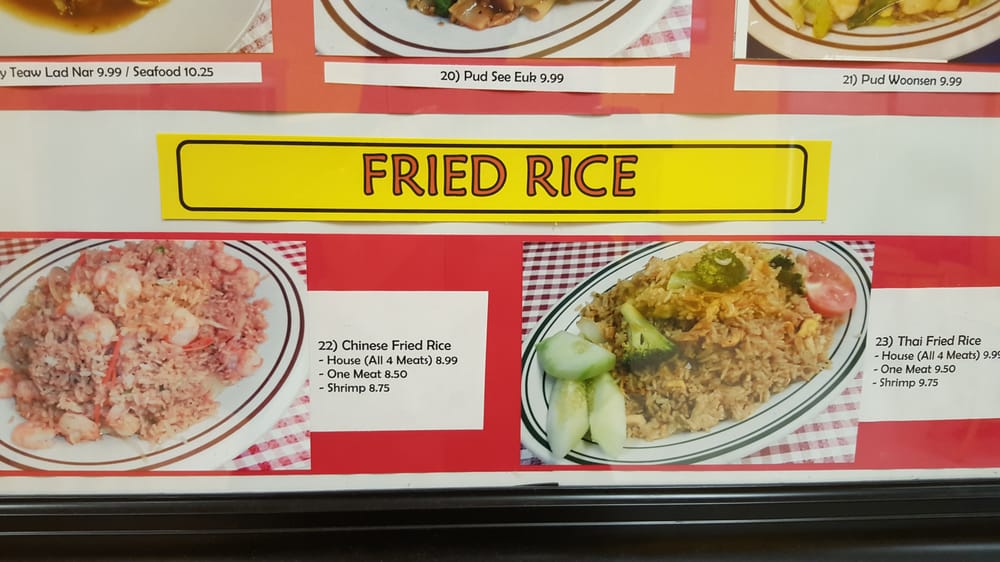 y Teaw Lad Nar 9.99 / Seafood 10.25
20) Pud See Euk 9.99
21) Pud Woonsen 9.99
FRIED RICE
22) Chinese Fried Rice
- House (All 4 Meats) 8.99
- One Meat 8.50
- Shrimp 8.75
23) Thai Fried Rice
- House (All 4 Meats) 9.99
- One Meat 9.50
- Shrimp 9.75